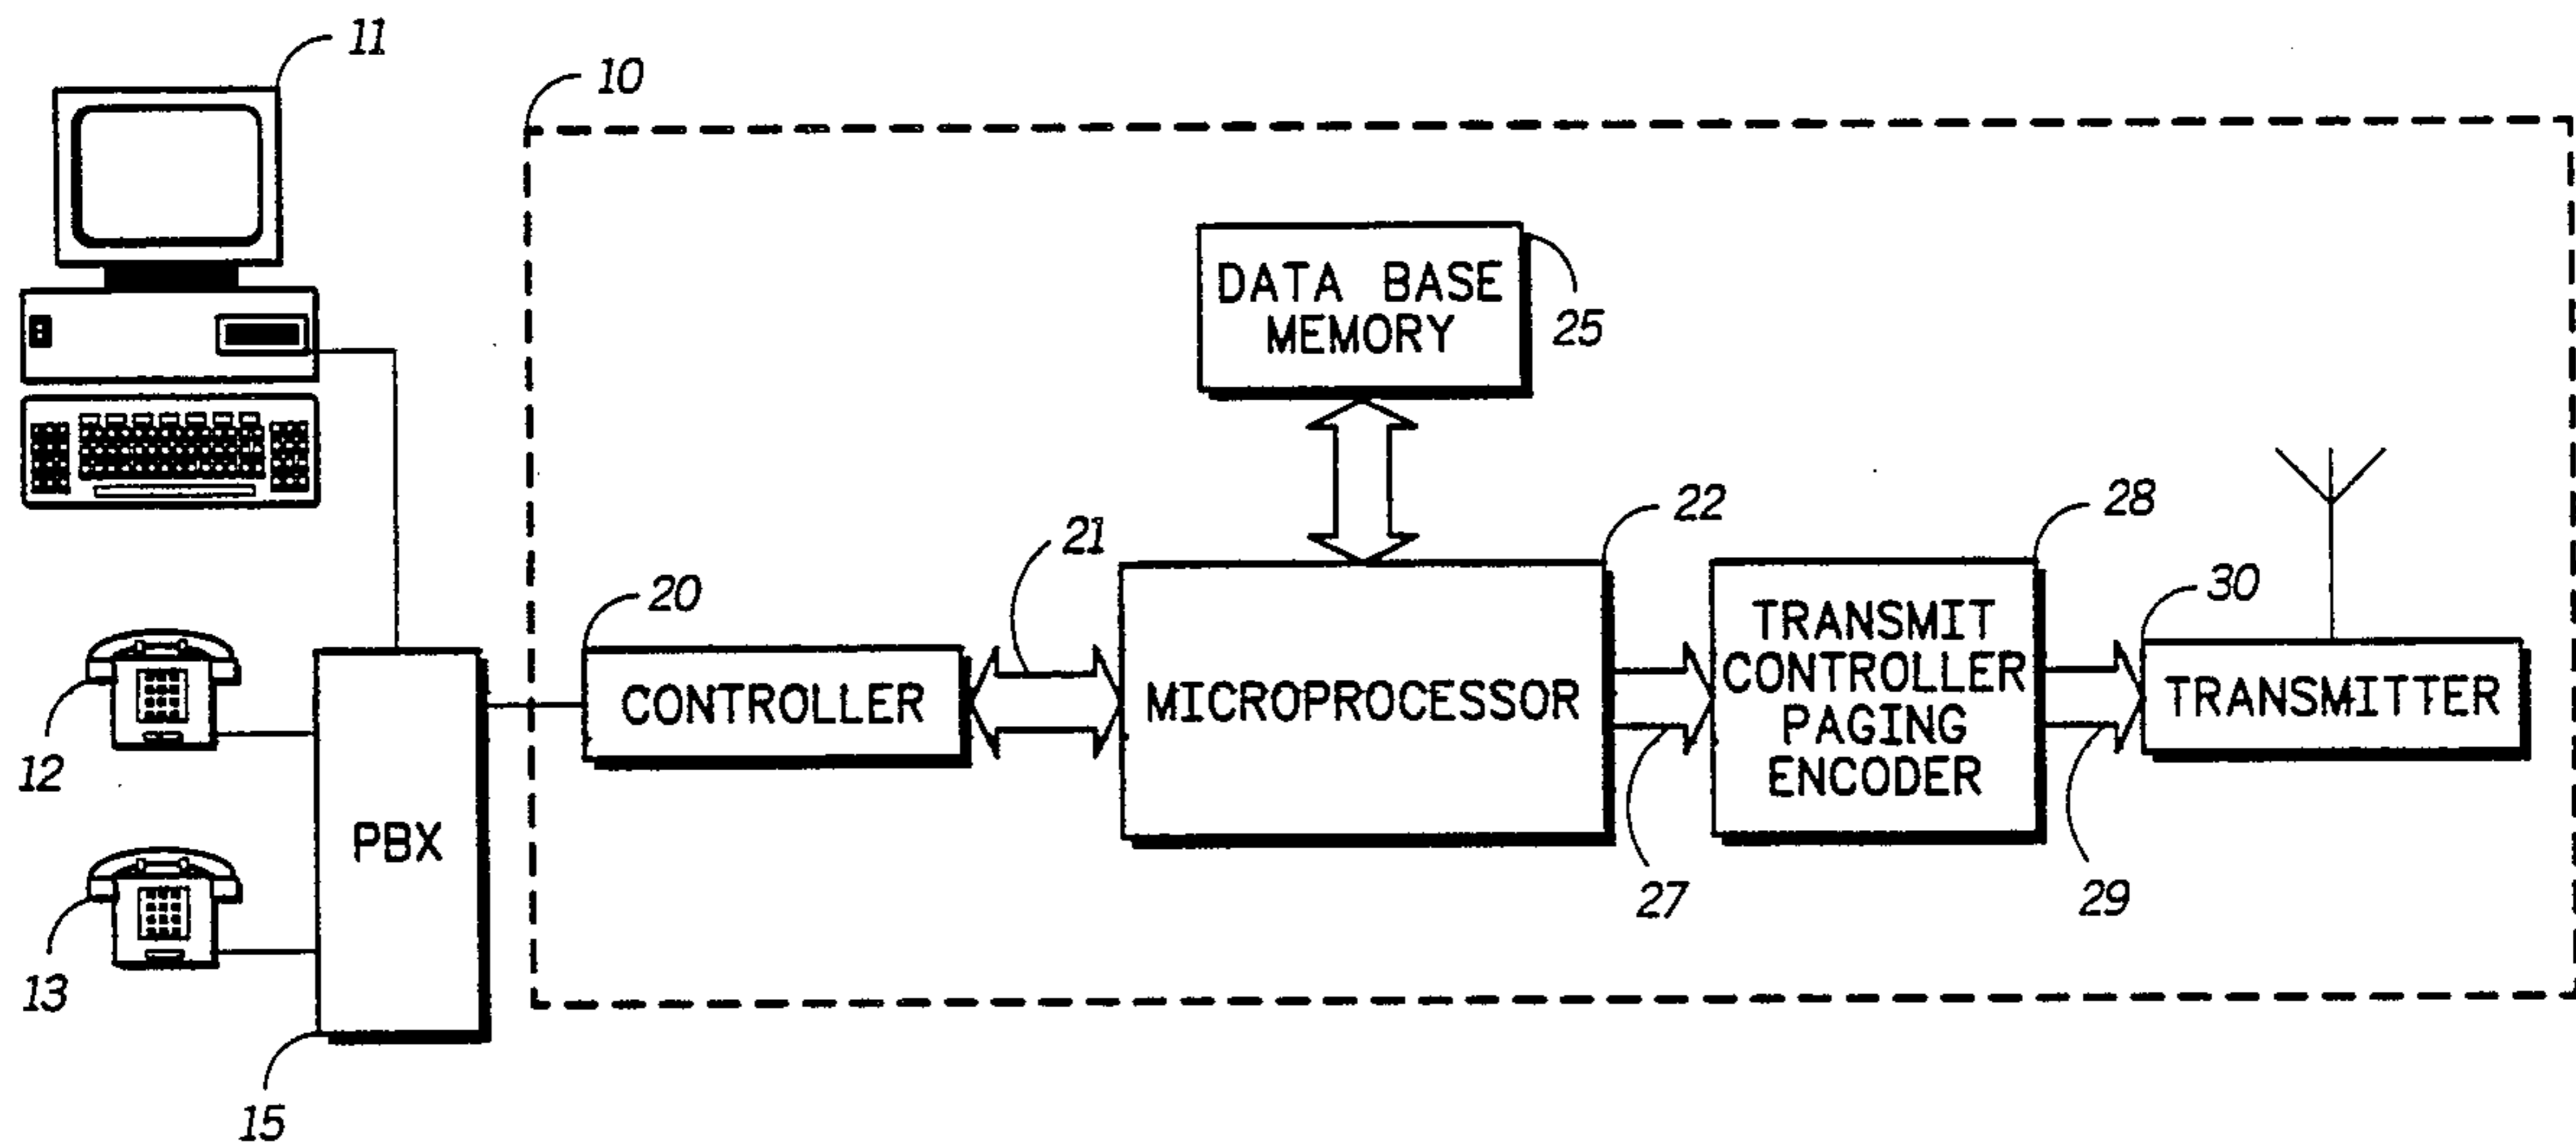 11
10
DATA BASE
MEMORY
25
21
22
28
20
30
CONTROLLER
MICROPROCESSOR
TRANSMIT
CONTROLLER
PAGING
ENCODER
TRANSMITTER
12
PBX
27
29
13
15